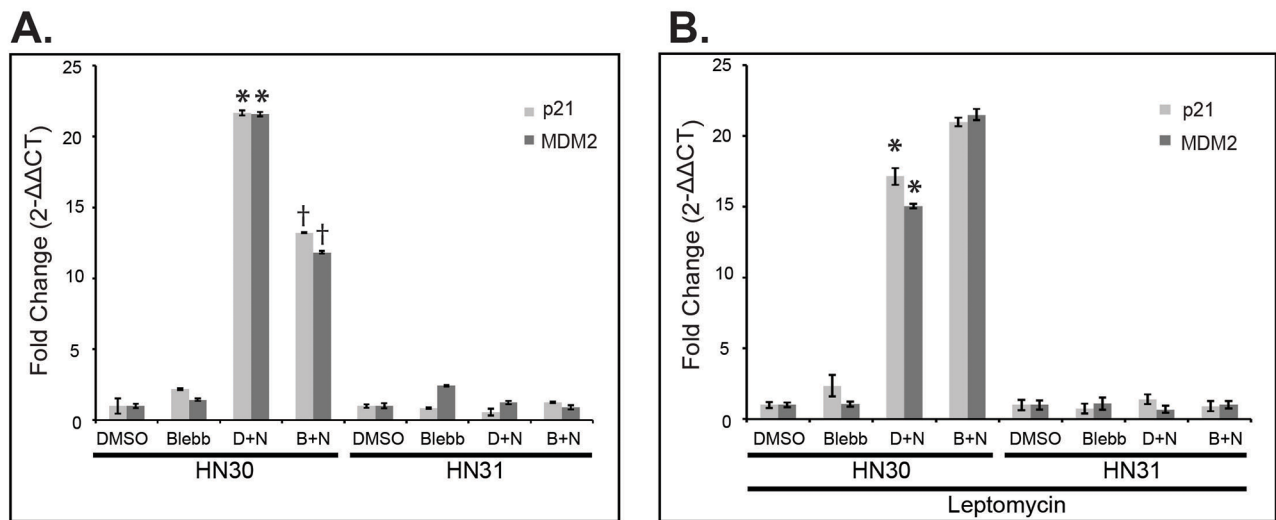 A.
25
20
15
10
5
0
Fold Change (2-ΔΔCT)
* *
† †
p21
MDM2
DMSO Blebb D+N B+N DMSO Blebb D+N B+N
HN30 HN31
B.
25
20
15
10
5
0
Fold Change (2-ΔΔCT)
* *
p21
MDM2
DMSO Blebb D+N B+N DMSO Blebb D+N B+N
HN30 HN31
Leptomycin